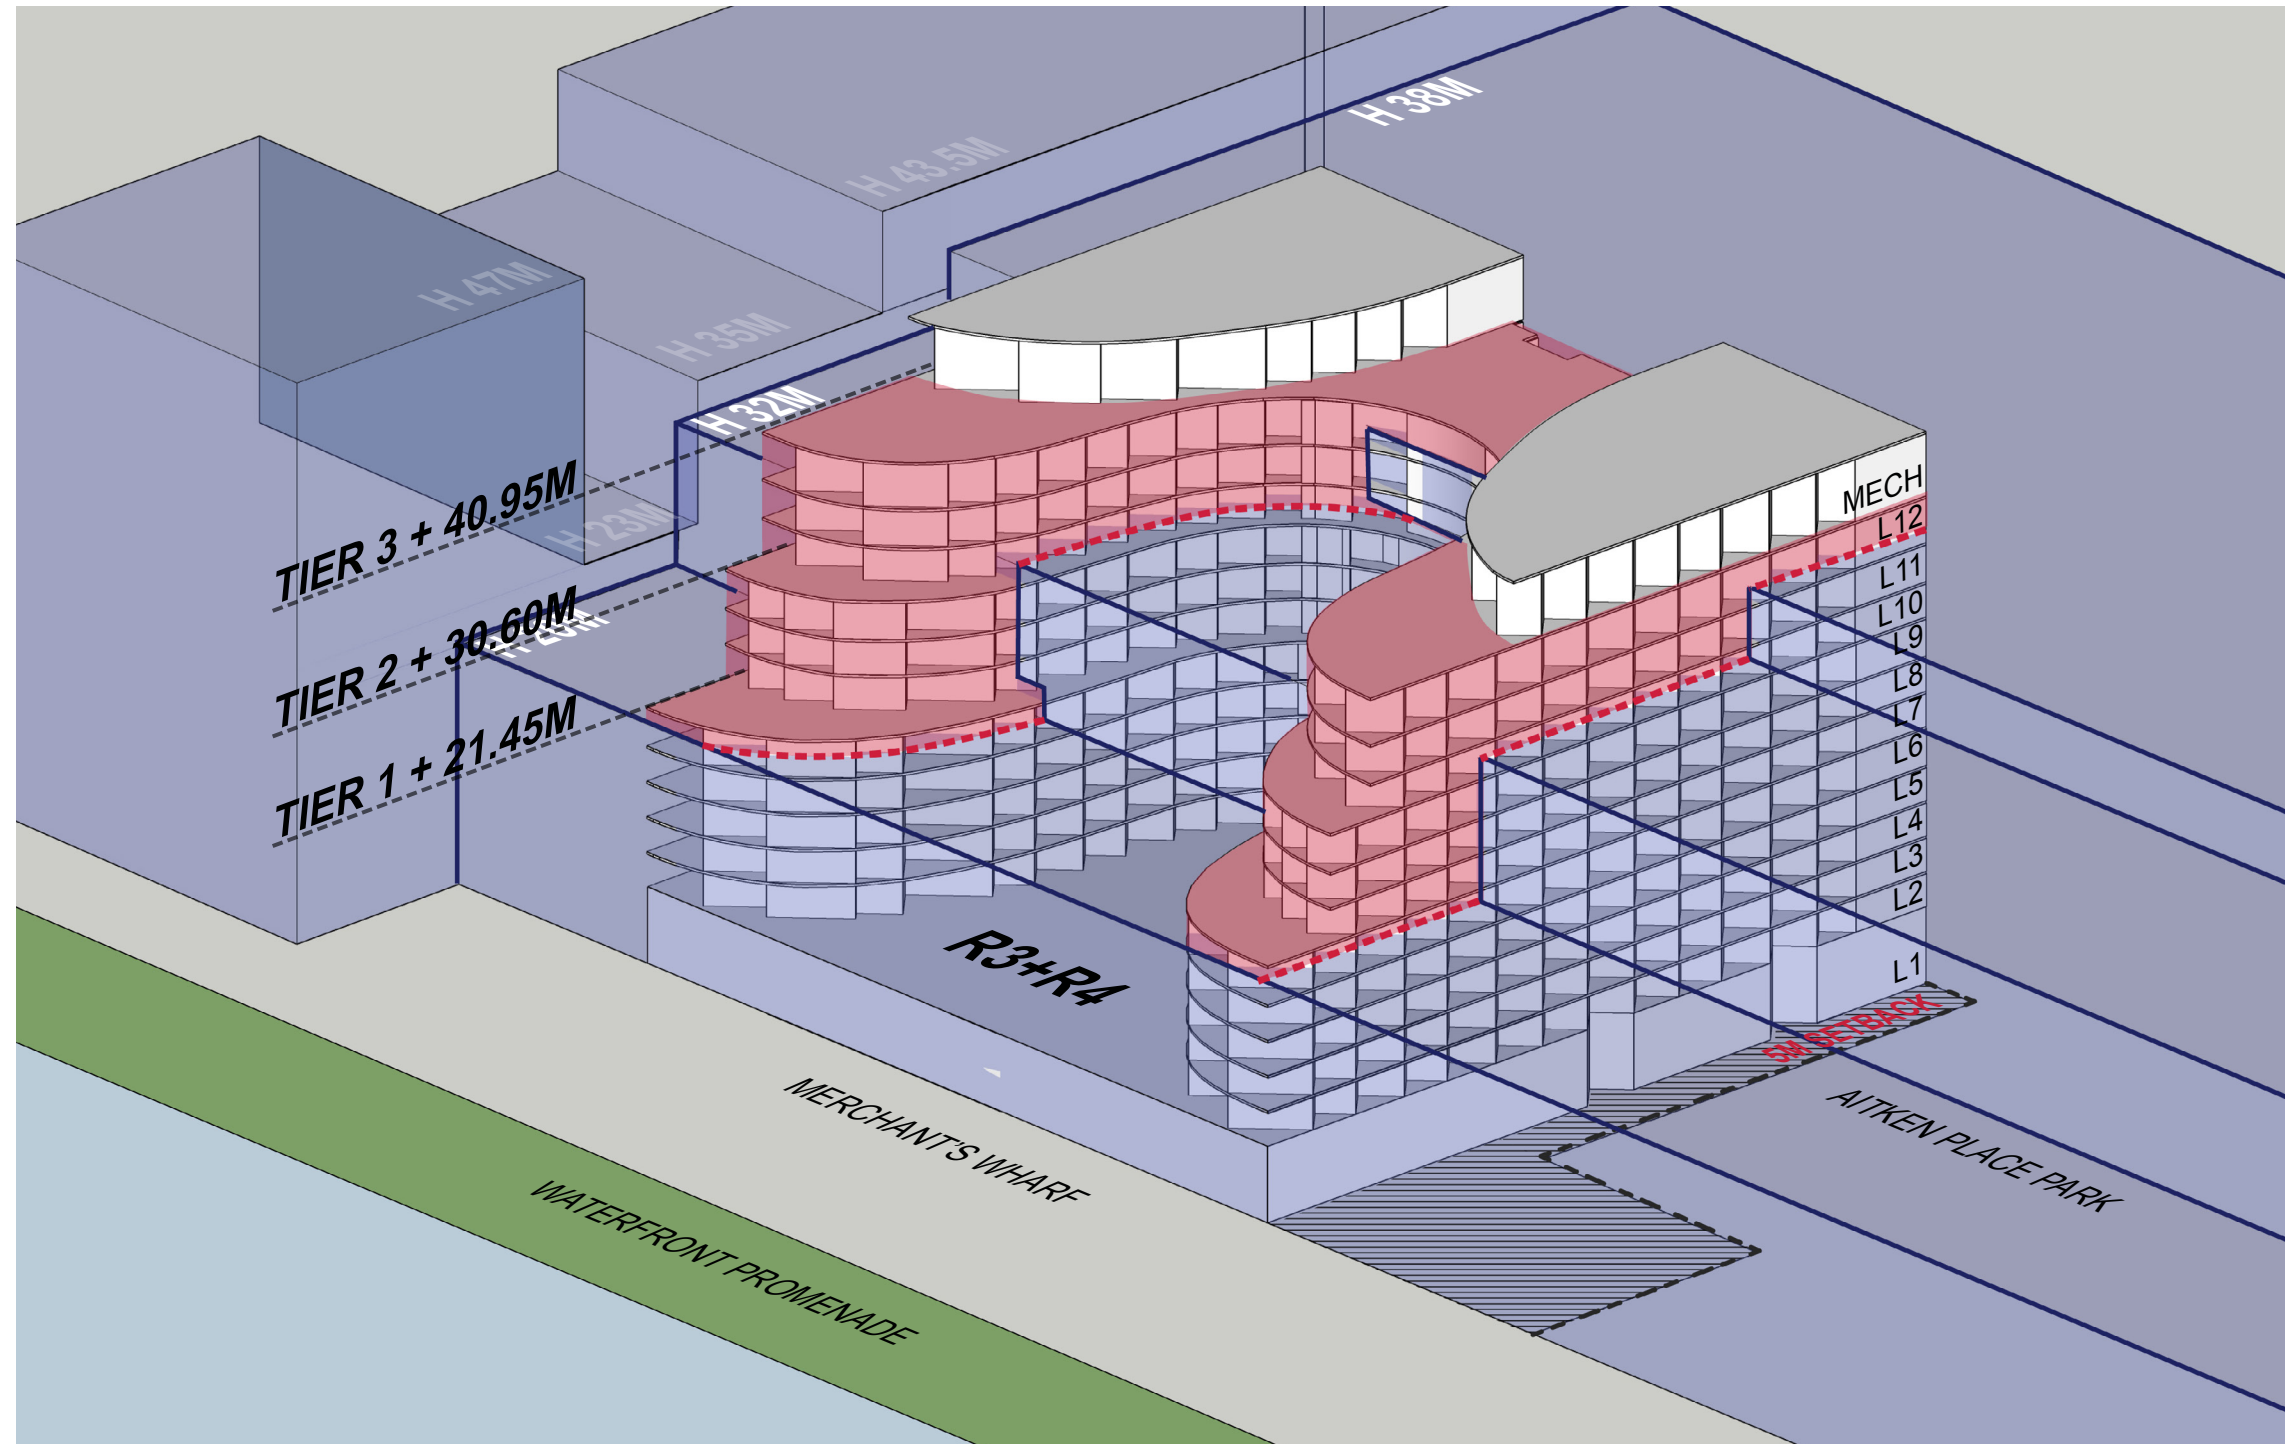 H 38M
H 43.5M
H 47M
H 35M
H 32M
H 23M
TIER 3 + 40.95M
TIER 2 + 30.60M
TIER 1 + 21.45M
MECH
L12
L11
L10
L9
L8
L7
L6
L5
L4
L3
L2
L1
R3+R4
5M SETBACK
AITKEN PLACE PARK
MERCHANT'S WHARF
WATERFRONT PROMENADE